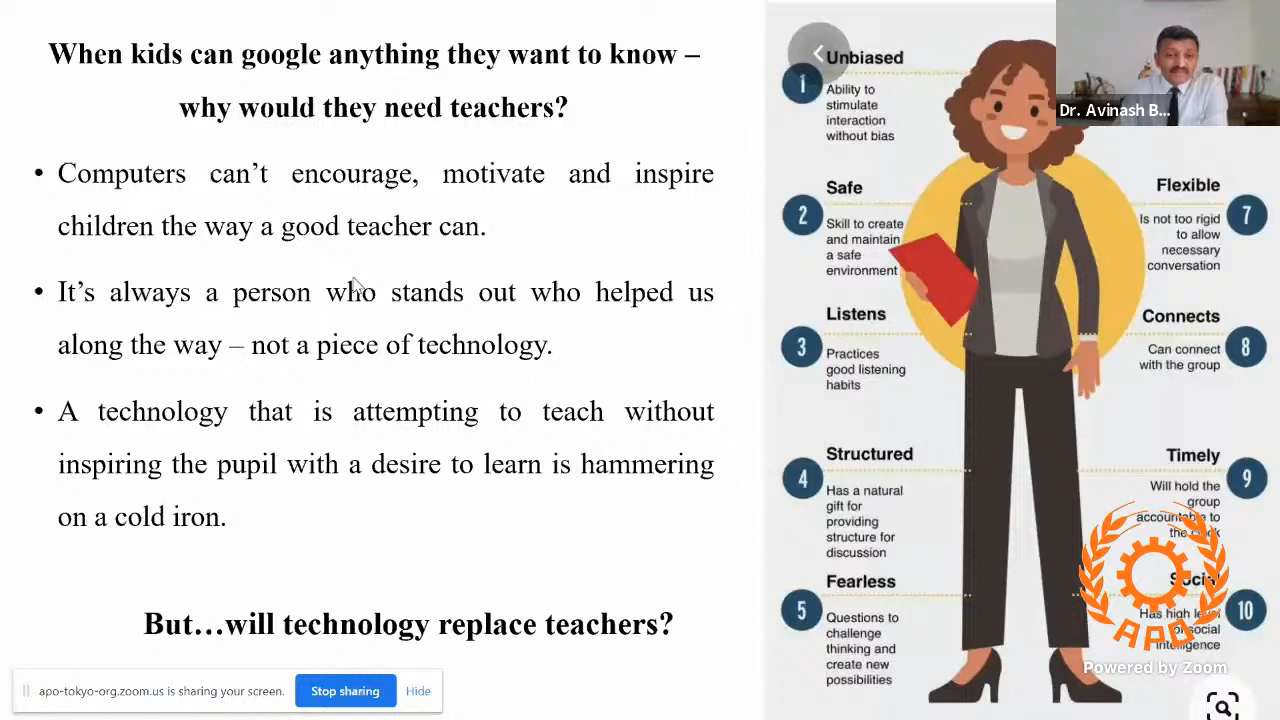 When kids can google anything they want to know –
why would they need teachers?
• Computers can’t encourage, motivate and inspire
children the way a good teacher can.
• It’s always a person who stands out who helped us
along the way – not a piece of technology.
• A technology that is attempting to teach without
inspiring the pupil with a desire to learn is hammering
on a cold iron.
But…will technology replace teachers?
1
Unbiased
Ability to
stimulate
interaction
without bias
2
Safe
Skill to create
and maintain
a safe
environment
3
Listens
Practices
good listening
habits
4
Structured
Has a natural
gift for
providing
structure for
discussion
5
Fearless
Questions to
challenge
thinking and
create new
possibilities
Dr. Avinash B...
Flexible
7
Is not too rigid
to allow
necessary
conversation
Connects
8
Can connect
with the group
Timely
9
Will hold the
group
accountable to
the clock
Social
10
Has high level
of social
intelligence
APO
Powered by Zoom
apo-tokyo-org.zoom.us is sharing your screen.
Stop sharing
Hide